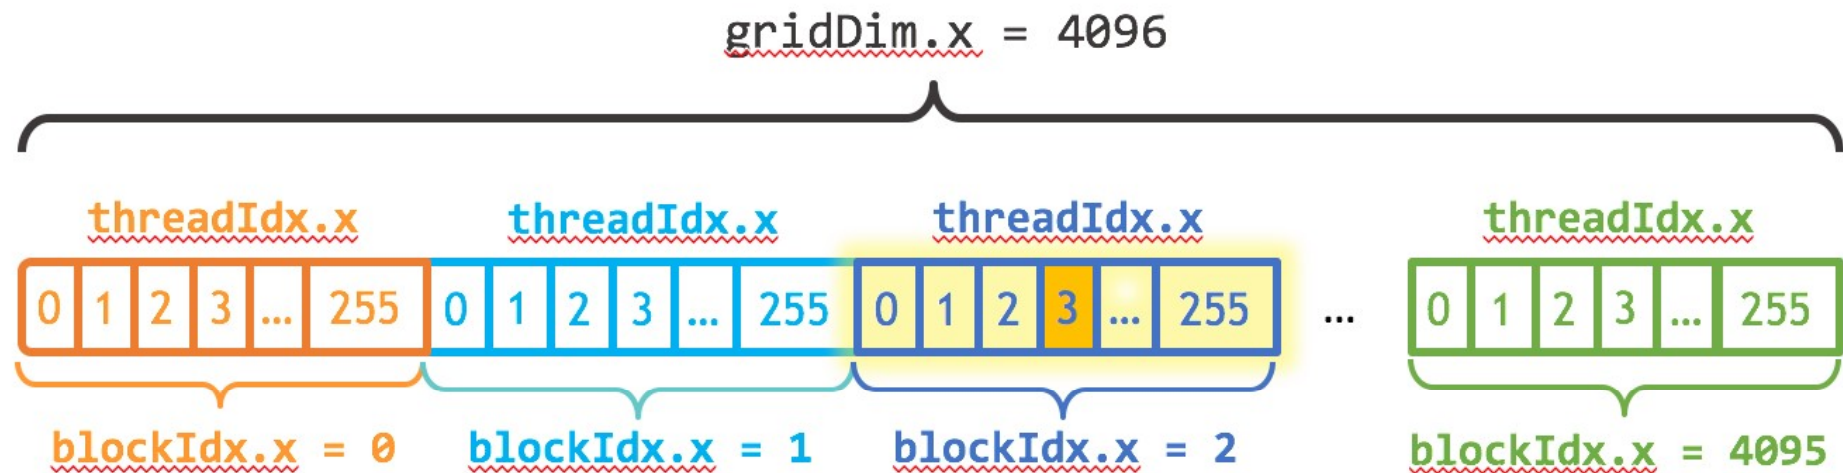 gridDim.x = 4096
threadIdx.x threadIdx.x threadIdx.x threadIdx.x
0 1 2 3 ... 255 0 1 2 3 ... 255 0 1 2 3 ... 255 ... 0 1 2 3 ... 255
blockIdx.x = 0 blockIdx.x = 1 blockIdx.x = 2 blockIdx.x = 4095